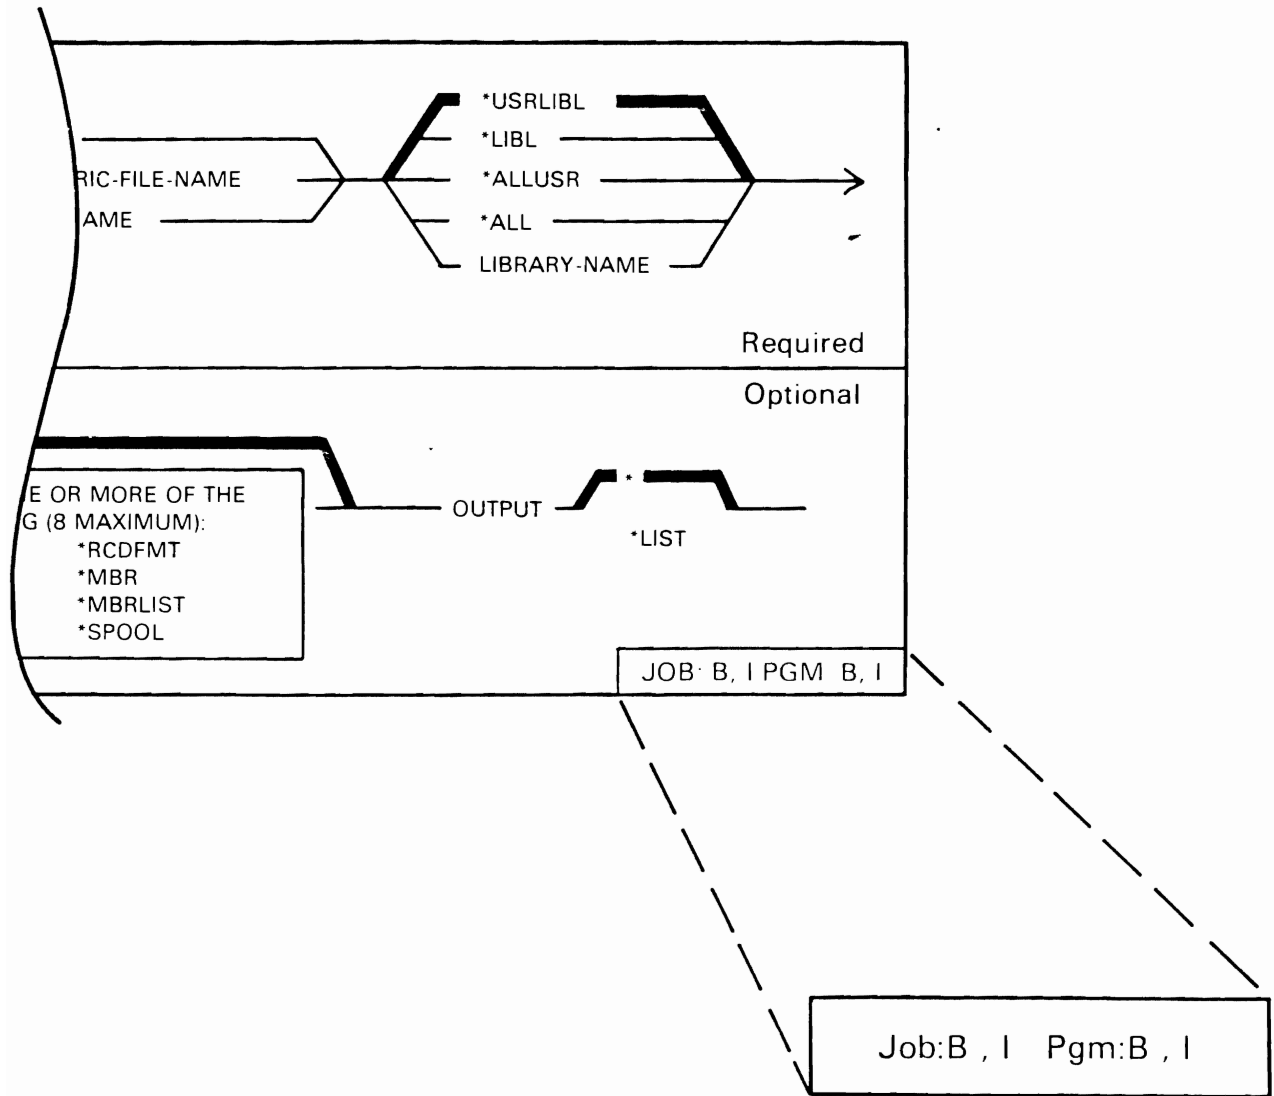 *USRLIBL
*LIBL
RIC-FILE-NAME
*ALLUSR
AME
*ALL
LIBRARY-NAME
Required
Optional
E OR MORE OF THE
G (8 MAXIMUM):
*RCDFMT
*MBR
*MBRLIST
*SPOOL
OUTPUT
*
*LIST
JOB: B, I PGM B, I
Job:B , I Pgm:B , I